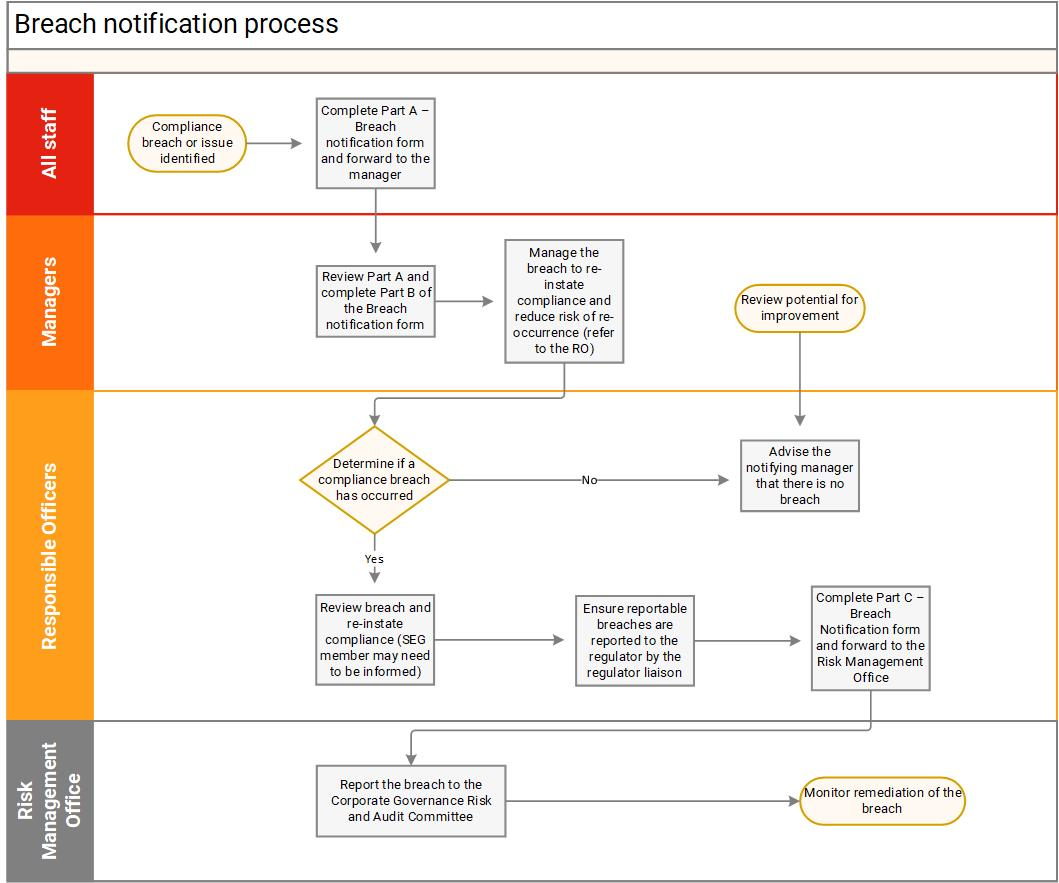 Breach notification process
All staff
Compliance
breach or issue
identified
Complete Part A –
Breach
notification form
and forward to the
manager
Managers
Review Part A and
complete Part B of
the Breach
notification form
Manage the
breach to re-
instate
compliance and
reduce risk of re-
occurrence (refer
to the RO)
Review potential for
improvement
Responsible Officers
Determine if a
compliance breach
has occurred
No
Advise the
notifying manager
that there is no
breach
Yes
Review breach and
re-instate
compliance (SEG
member may need
to be informed)
Ensure reportable
breaches are
reported to the
regulator by the
regulator liaison
Complete Part C –
Breach
Notification form
and forward to the
Risk Management
Office
Risk
Management
Office
Report the breach to the
Corporate Governance Risk
and Audit Committee
Monitor remediation of the
breach